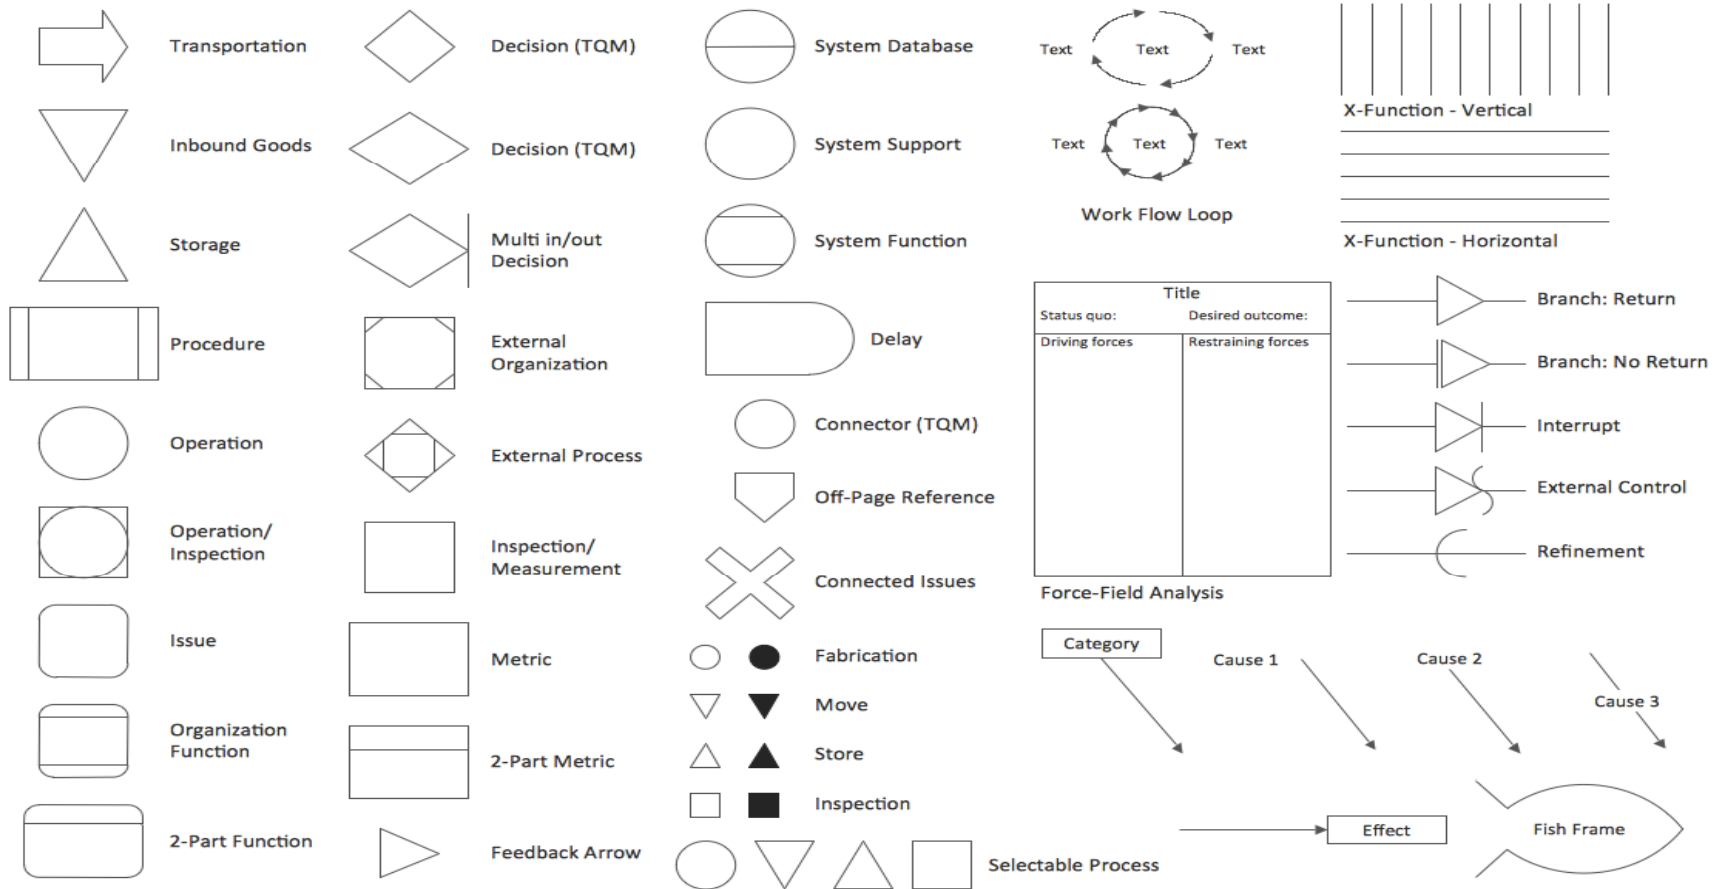 Transportation
Inbound Goods
Storage
Procedure
Operation
Operation/
Inspection
Issue
Organization
Function
2-Part Function
Decision (TQM)
Decision (TQM)
Multi in/out
Decision
External
Organization
External Process
Inspection/
Measurement
Metric
2-Part Metric
Feedback Arrow
System Database
System Support
System Function
Delay
Connector (TQM)
Off-Page Reference
Connected Issues
Fabrication
Move
Store
Inspection
Selectable Process
Text Text Text
Text Text Text
Work Flow Loop
Title
Status quo: Desired outcome:
Driving forces Restraining forces
Force-Field Analysis
X-Function - Vertical
X-Function - Horizontal
Branch: Return
Branch: No Return
Interrupt
External Control
Refinement
Category
Cause 1
Cause 2
Cause 3
Effect
Fish Frame